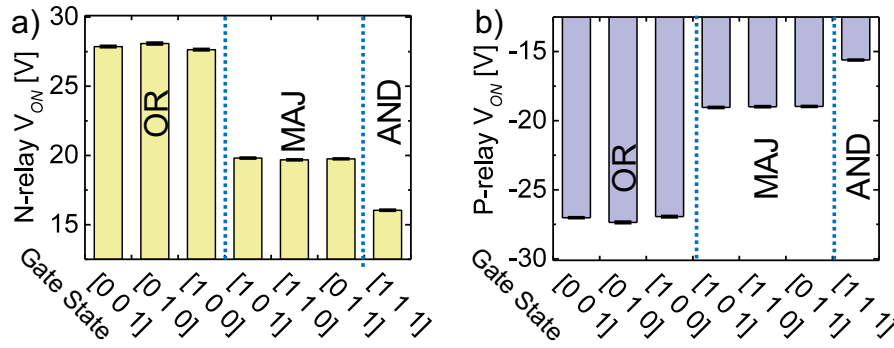 a)
N-relay V_ON [V]
30
25
20
15
OR
MAJ
AND
Gate State
[0 0 1]
[0 1 0]
[1 0 0]
[1 0 1]
[1 1 0]
[0 1 1]
[1 1 1]
b)
P-relay V_ON [V]
-15
-20
-25
-30
OR
MAJ
AND
Gate State
[0 0 1]
[0 1 0]
[1 0 0]
[1 0 1]
[1 1 0]
[0 1 1]
[1 1 1]